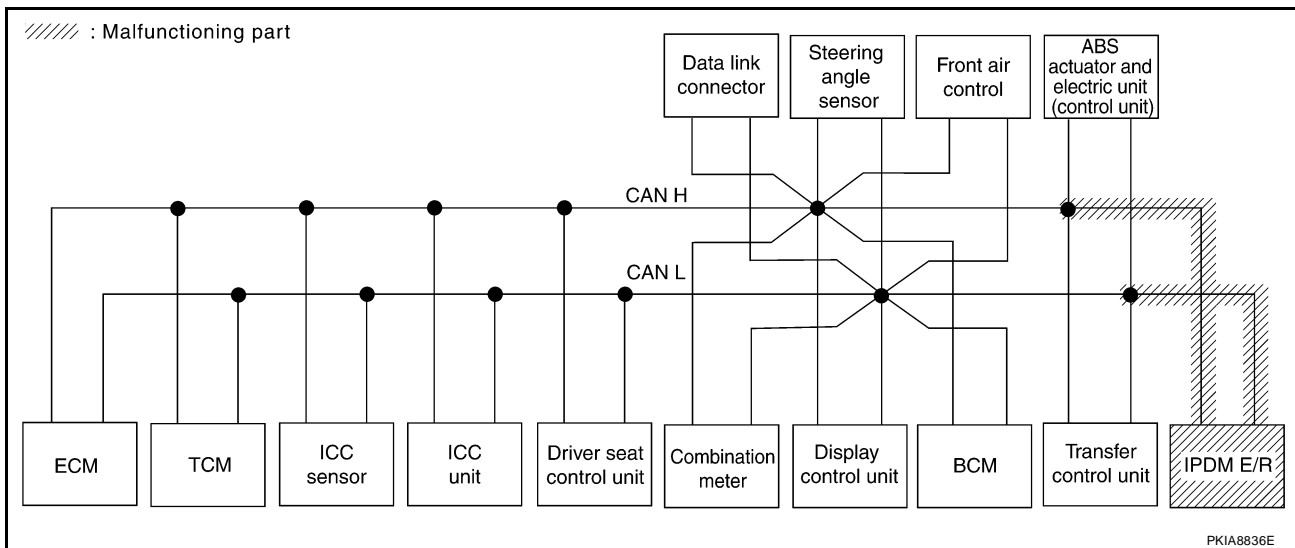 : Malfunctioning part
Data link
connector
Steering
angle
sensor
Front air
control
ABS
actuator and
electric unit
(control unit)
CAN H
CAN L
ECM
TCM
ICC
sensor
ICC
unit
Driver seat
control unit
Combination
meter
Display
control unit
BCM
Transfer
control unit
IPDM E/R
PKIA8836E